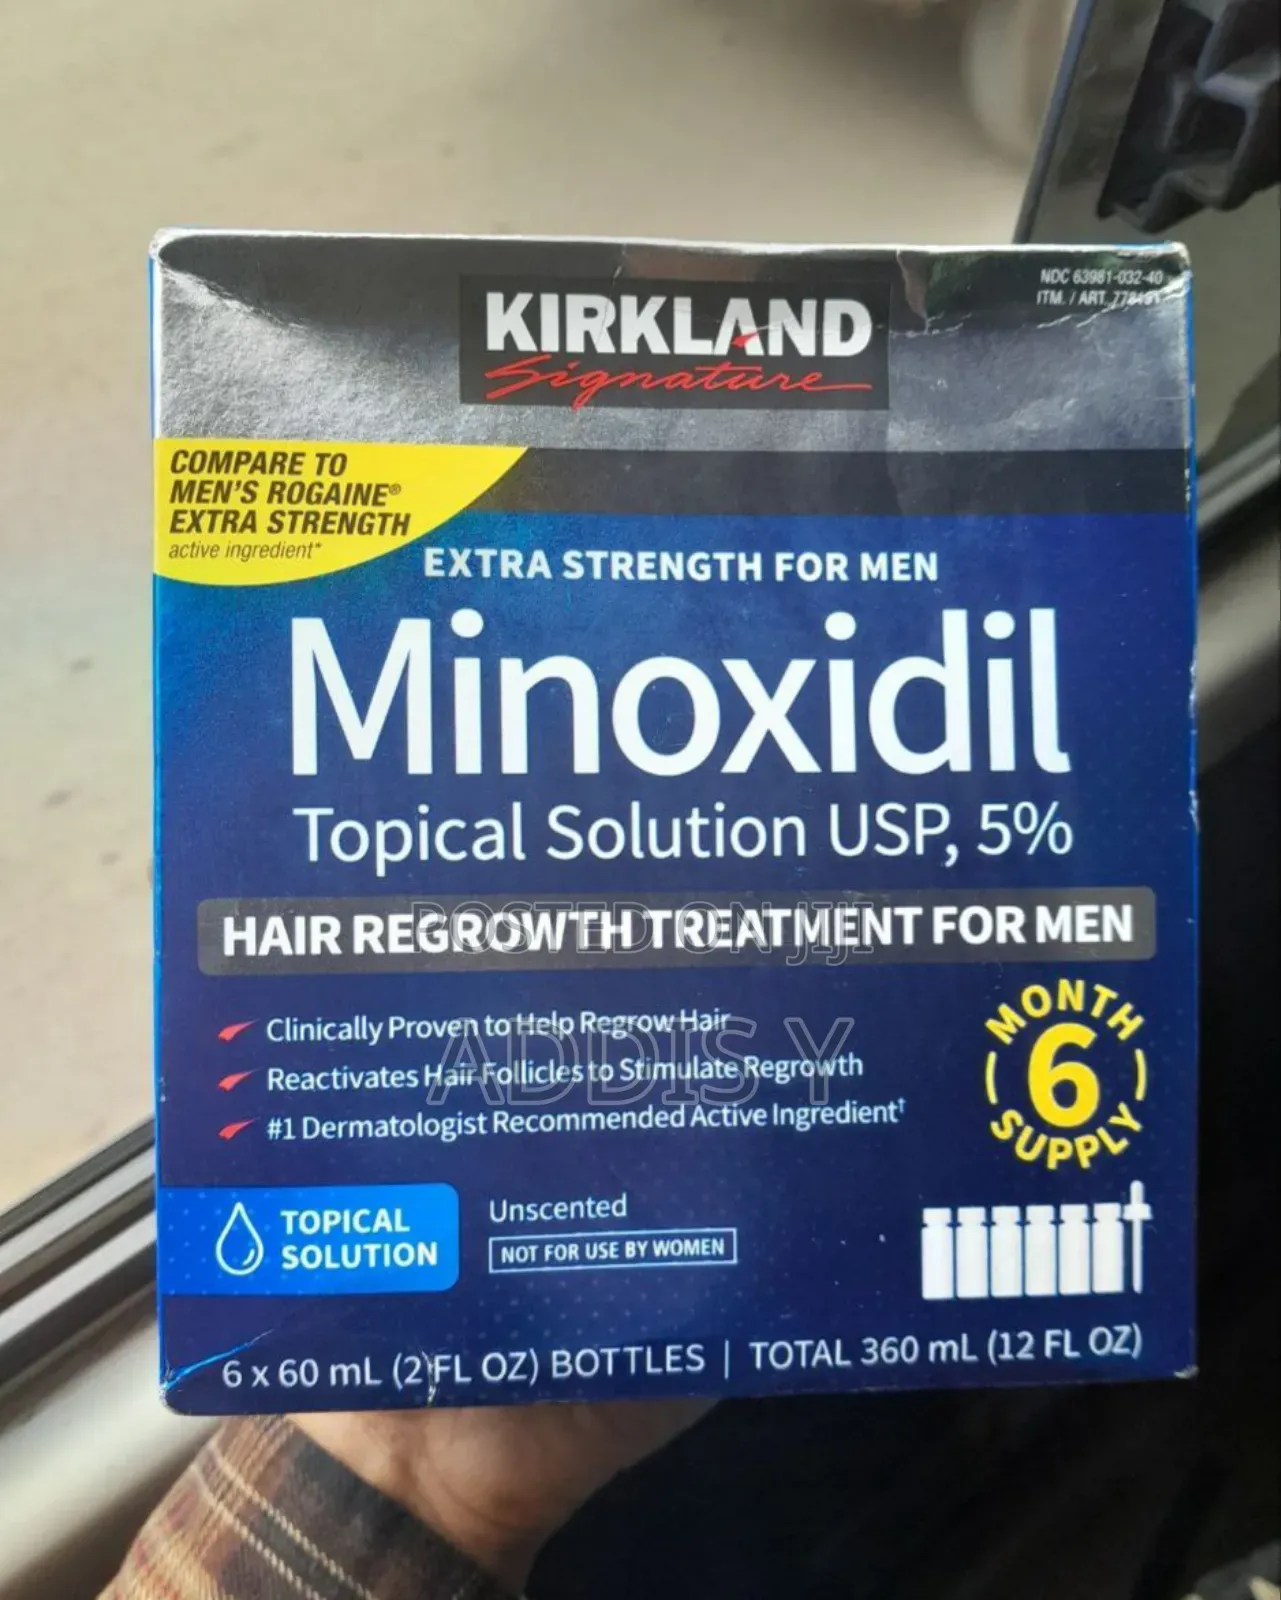 NDC 63981-032-40
ITM. / ART.
KIRKLAND
Signature
COMPARE TO
MEN'S ROGAINE®
EXTRA STRENGTH
active ingredient*
EXTRA STRENGTH FOR MEN
Minoxidil
Topical Solution USP, 5%
HAIR REGROWTH TREATMENT FOR MEN
POSTED ON JIJI
ADDIS Y
Clinically Proven to Help Regrow Hair
Reactivates Hair Follicles to Stimulate Regrowth
#1 Dermatologist Recommended Active Ingredient†
6 MONTH SUPPLY
TOPICAL
SOLUTION
Unscented
NOT FOR USE BY WOMEN
6 x 60 mL (2 FL OZ) BOTTLES | TOTAL 360 mL (12 FL OZ)